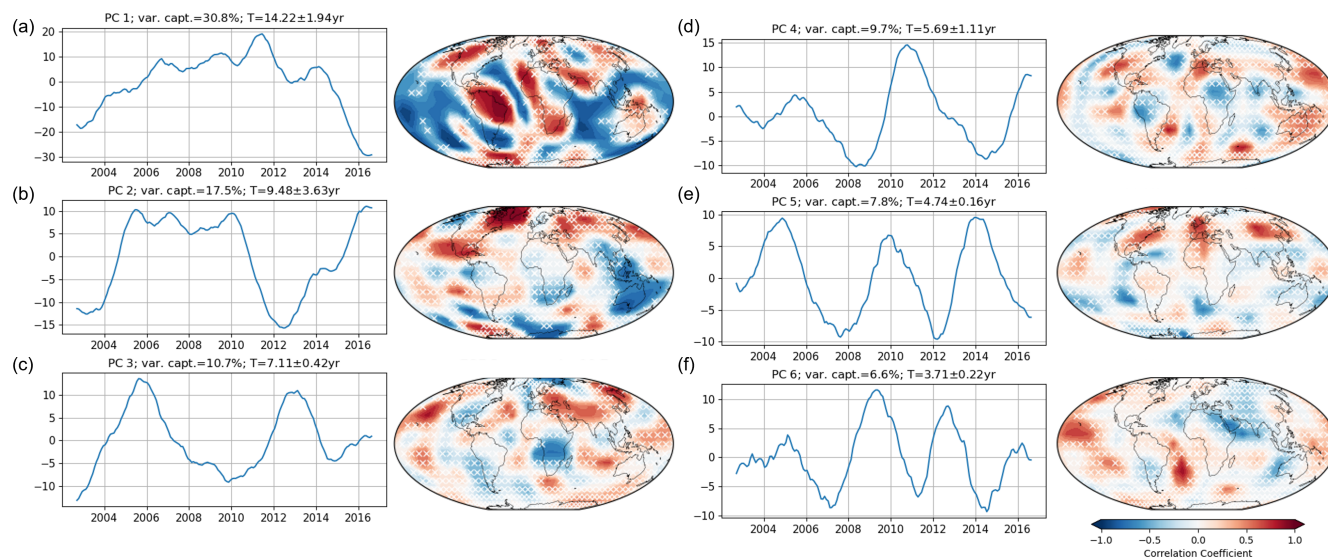 (a)
PC 1; var. capt.=30.8%; T=14.22±1.94yr
20
10
0
−10
−20
−30
2004 2006 2008 2010 2012 2014 2016
(b)
PC 2; var. capt.=17.5%; T=9.48±3.63yr
10
5
0
−5
−10
−15
2004 2006 2008 2010 2012 2014 2016
(c)
PC 3; var. capt.=10.7%; T=7.11±0.42yr
10
5
0
−5
−10
2004 2006 2008 2010 2012 2014 2016
(d)
PC 4; var. capt.=9.7%; T=5.69±1.11yr
15
10
5
0
−5
−10
2004 2006 2008 2010 2012 2014 2016
(e)
PC 5; var. capt.=7.8%; T=4.74±0.16yr
10
5
0
−5
−10
2004 2006 2008 2010 2012 2014 2016
(f)
PC 6; var. capt.=6.6%; T=3.71±0.22yr
10
5
0
−5
−10
2004 2006 2008 2010 2012 2014 2016
−1.0 −0.5 0.0 0.5 1.0
Correlation Coefficient